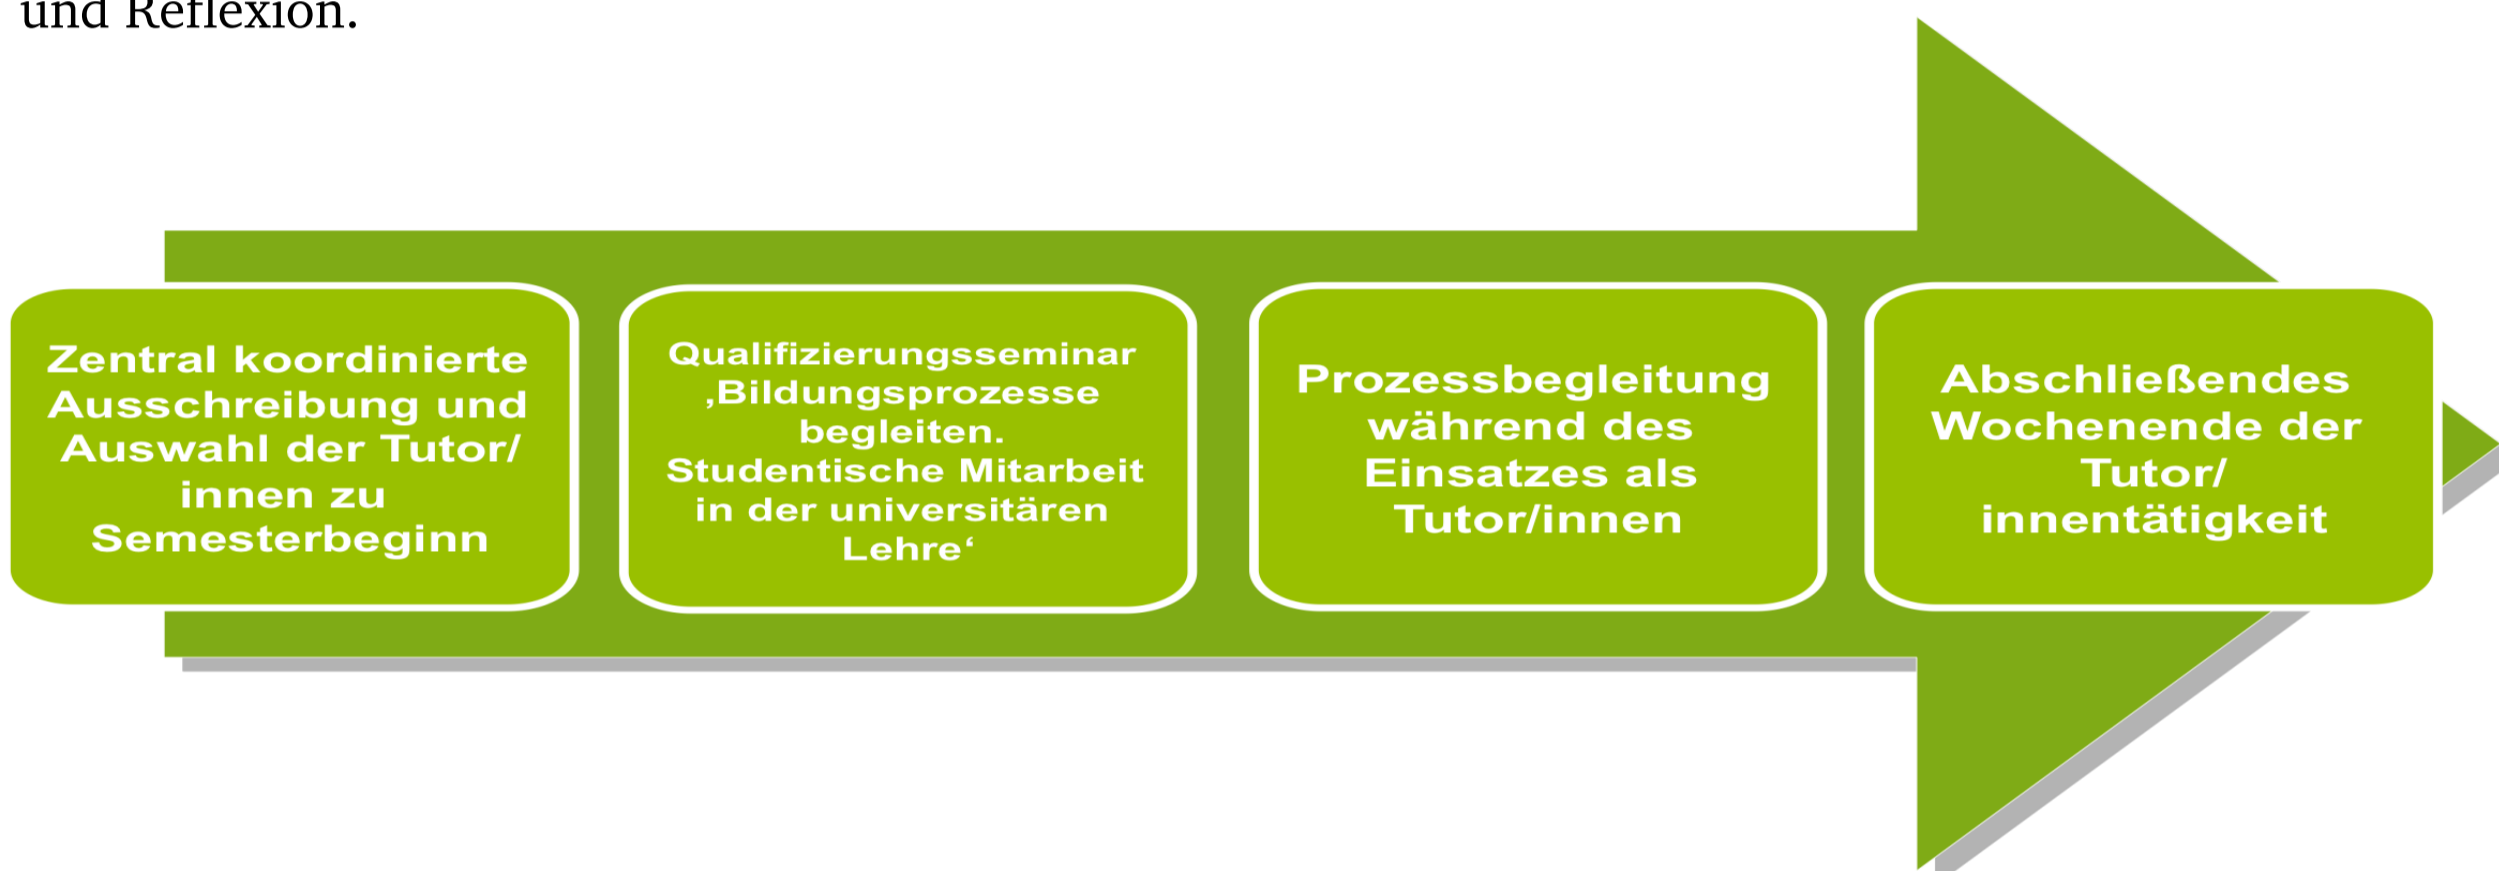 und Reflexion.
Zentral koordinierte
Ausschreibung und
Auswahl der Tutor/
innen zu
Semesterbeginn
Qualifizierungsseminar
‚Bildungsprozesse
begleiten.
Studentische Mitarbeit
in der universitären
Lehre‘
Prozessbegleitung
während des
Einsatzes als
Tutor/innen
Abschließendes
Wochenende der
Tutor/
innentätigkeit